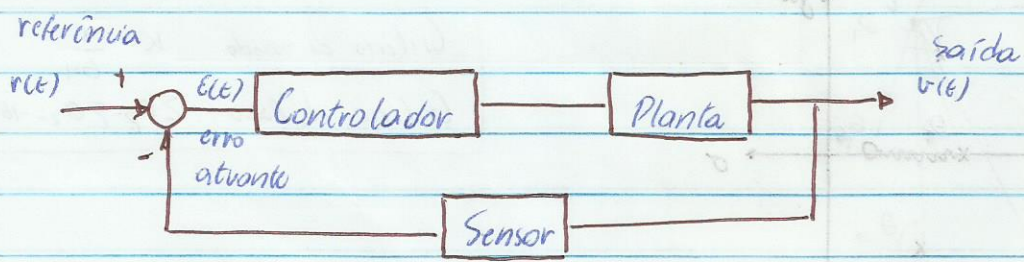 referência
r(t)
+
-
ε(t)
erro
atuante
Controlador
Planta
Saída
v(t)
Sensor